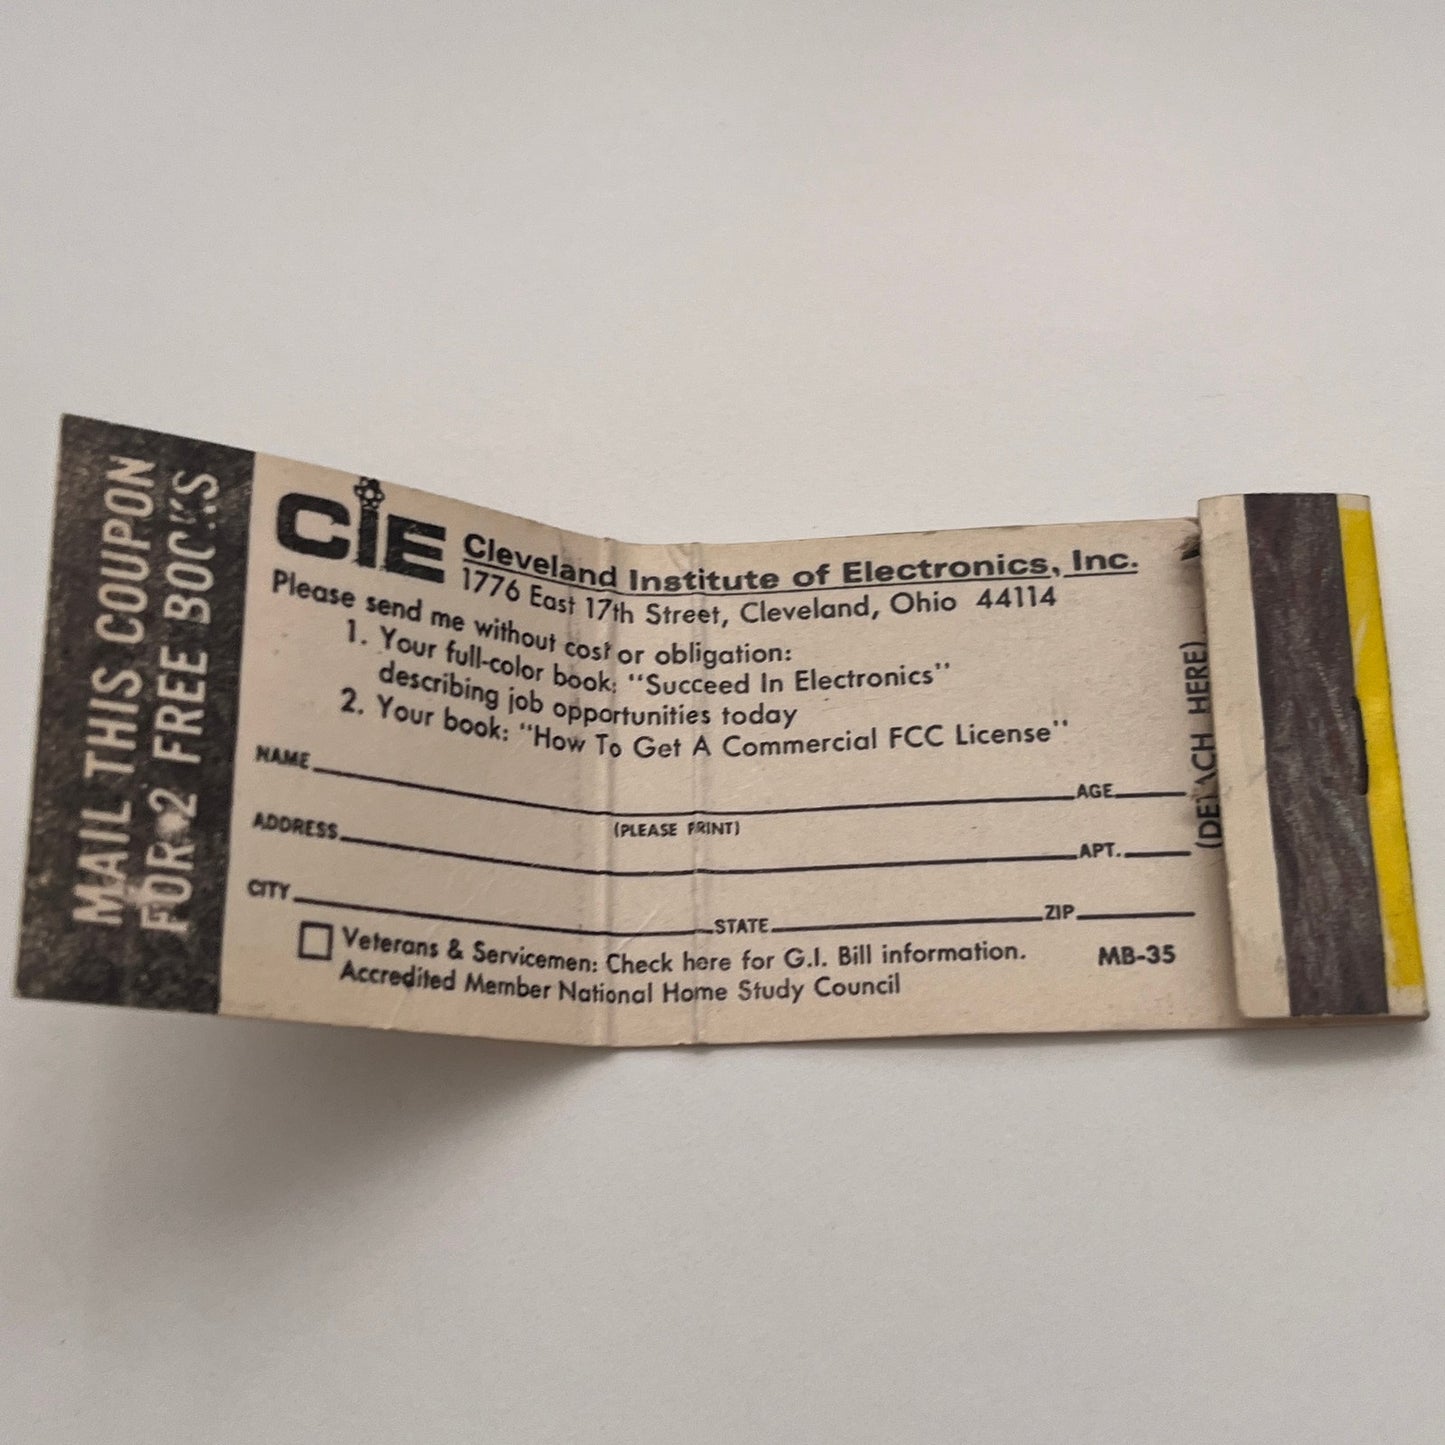 MAIL THIS COUPON
FOR 2 FREE BOOKS
CIE
Cleveland Institute of Electronics, Inc.
1776 East 17th Street, Cleveland, Ohio 44114
Please send me without cost or obligation:
1. Your full-color book: "Succeed In Electronics"
describing job opportunities today
2. Your book: "How To Get A Commercial FCC License"
NAME AGE
(PLEASE PRINT)
ADDRESS APT.
CITY STATE ZIP
Veterans & Servicemen: Check here for G.I. Bill information.
MB-35
Accredited Member National Home Study Council
(DETACH HERE)